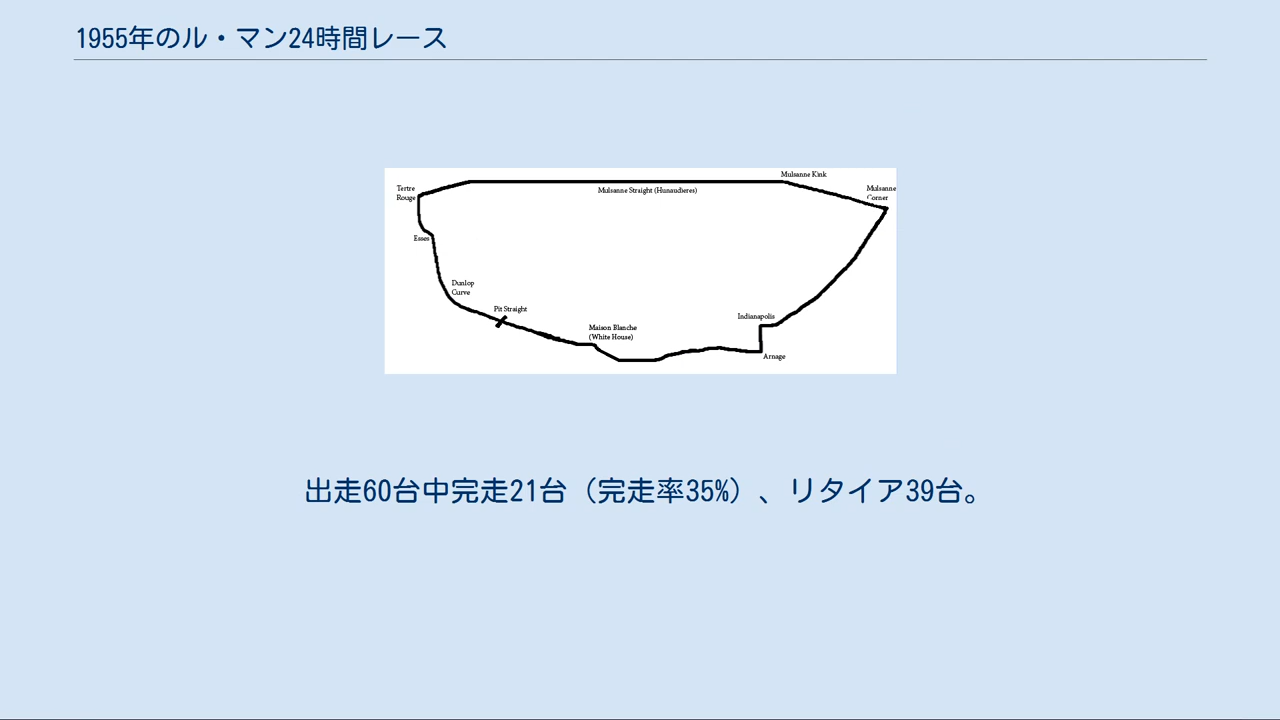 1955年のル・マン24時間レース
Mulsanne Kink
Tertre
Rouge
Mulsanne Straight (Hunaudieres)
Mulsanne
Corner
Esses
Dunlop
Curve
Pit Straight
Maison Blanche
(White House)
Indianapolis
Arnage
出走60台中完走21台（完走率35%）、リタイア39台。